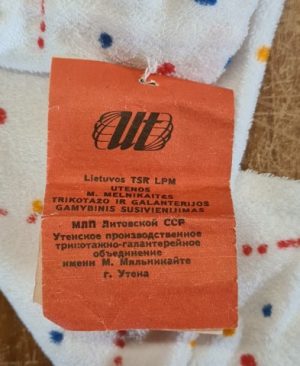 Ut
Lietuvos TSR LPM
UTENOS
M. MELNIKAITĖS
TRIKOTAŽO IR GALANTERIJOS
GAMYBINIS SUSIVIENIJIMAS
МЛП Литовской ССР
Утенское производственное
трикотажно-галантерейное
объединение
имени М. Мяльникайте
г. Утена